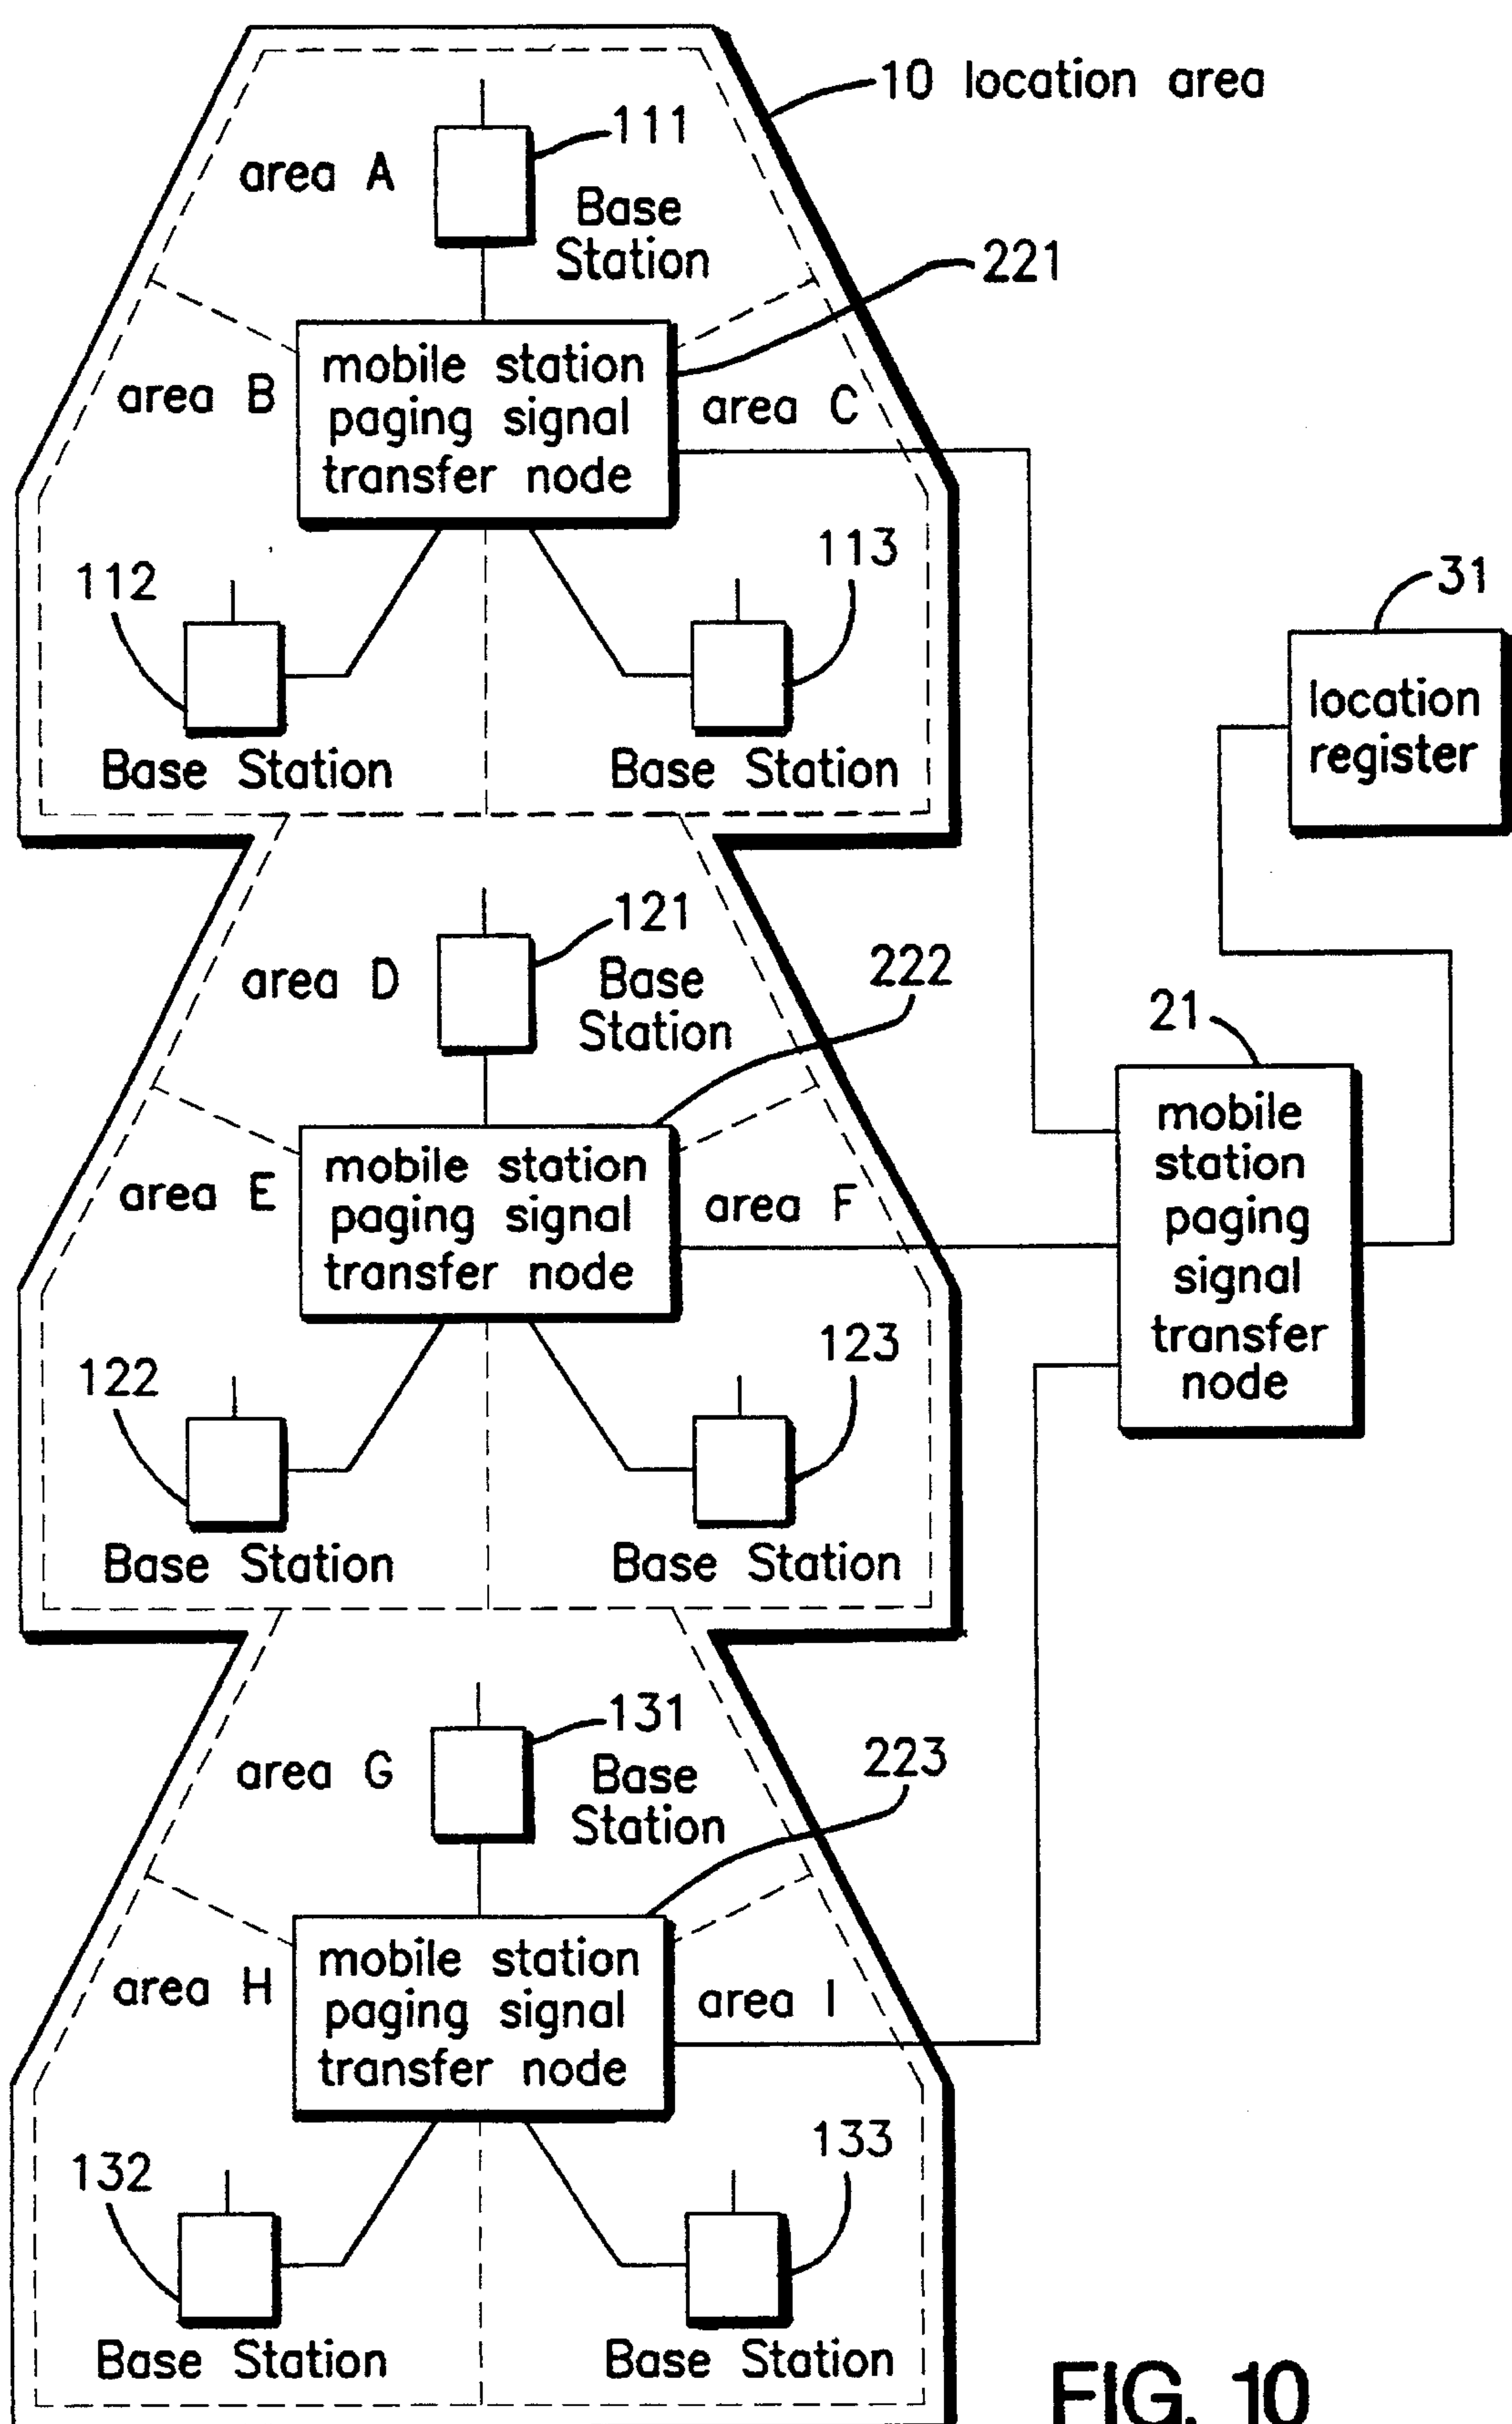 10 location area
111
area A
Base
Station
221
mobile station
paging signal
transfer node
area B
area C
112
113
Base Station
Base Station
31
location
register
121
area D
Base
Station
222
21
mobile
station
paging
signal
transfer
node
mobile station
paging signal
transfer node
area E
area F
122
123
Base Station
Base Station
131
area G
Base
Station
223
mobile station
paging signal
transfer node
area H
area I
132
133
Base Station
Base Station
FIG. 10